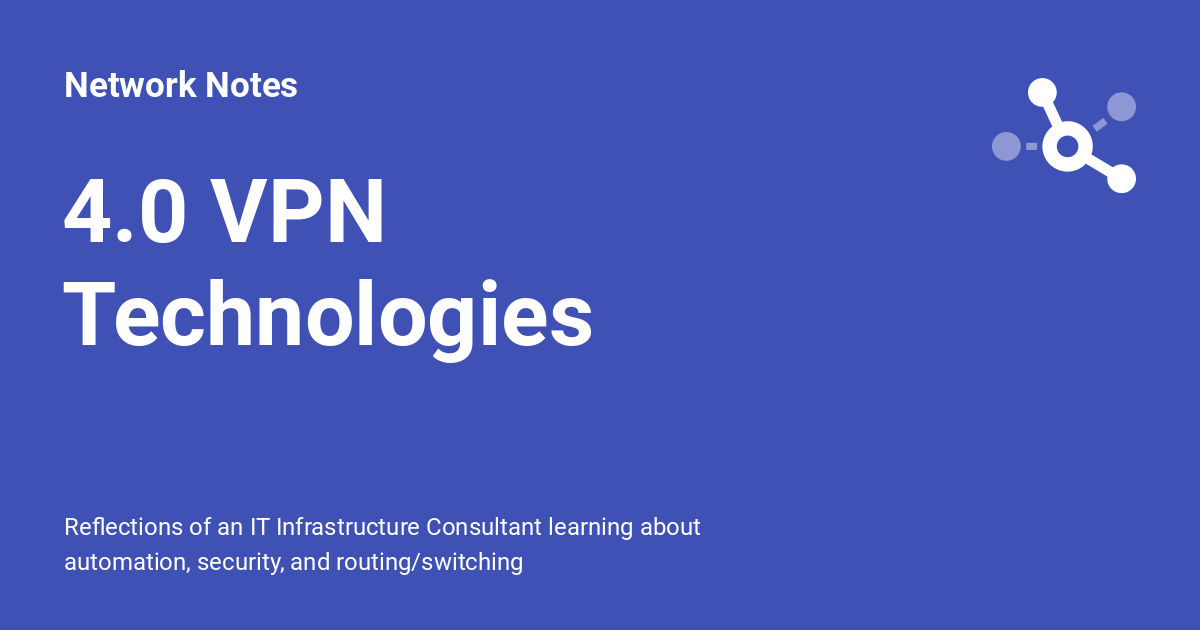 Network Notes
4.0 VPN
Technologies
Reflections of an IT Infrastructure Consultant learning about
automation, security, and routing/switching